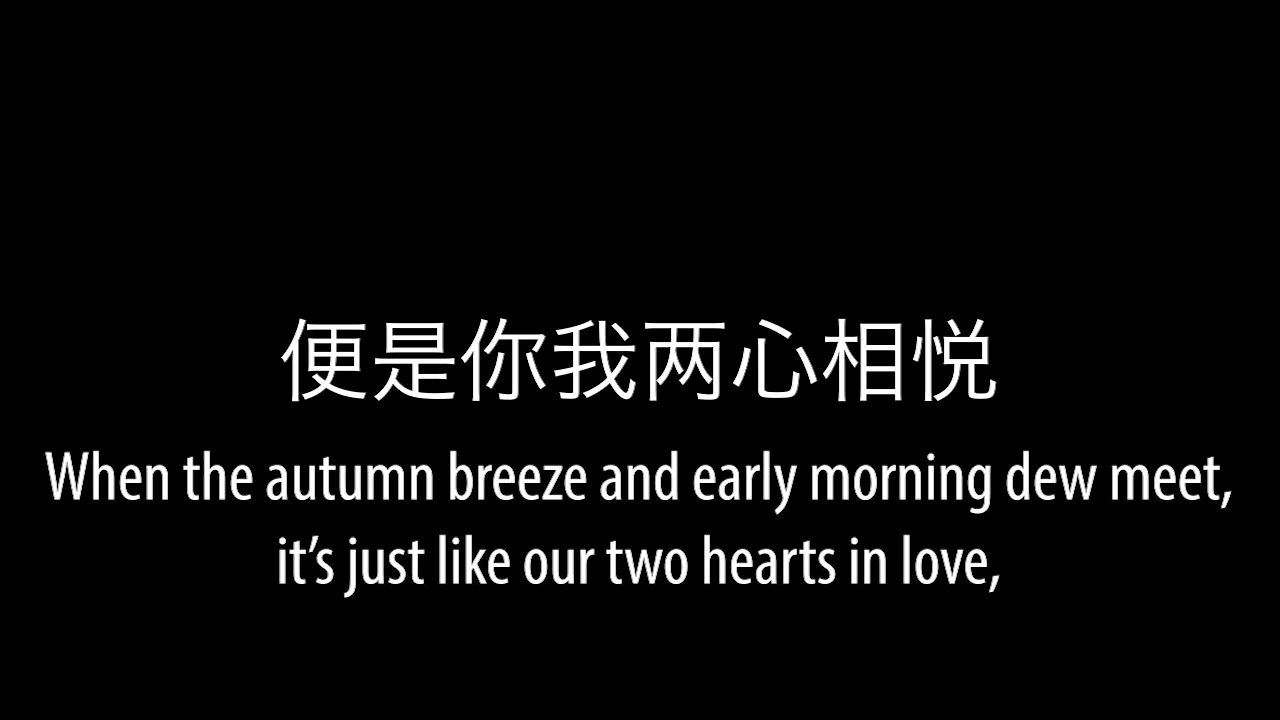 便是你我两心相悦
When the autumn breeze and early morning dew meet,
it’s just like our two hearts in love,